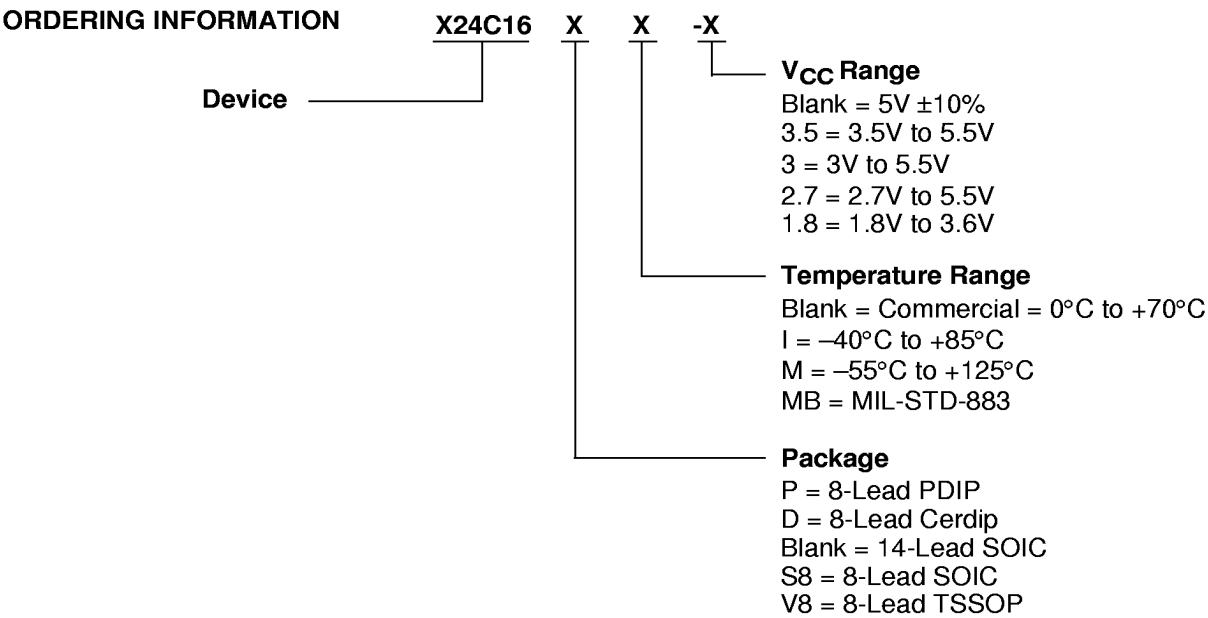 ORDERING INFORMATION
X24C16 X X -X
Device
VCC Range
Blank = 5V ±10%
3.5 = 3.5V to 5.5V
3 = 3V to 5.5V
2.7 = 2.7V to 5.5V
1.8 = 1.8V to 3.6V
Temperature Range
Blank = Commercial = 0°C to +70°C
I = –40°C to +85°C
M = –55°C to +125°C
MB = MIL-STD-883
Package
P = 8-Lead PDIP
D = 8-Lead Cerdip
Blank = 14-Lead SOIC
S8 = 8-Lead SOIC
V8 = 8-Lead TSSOP